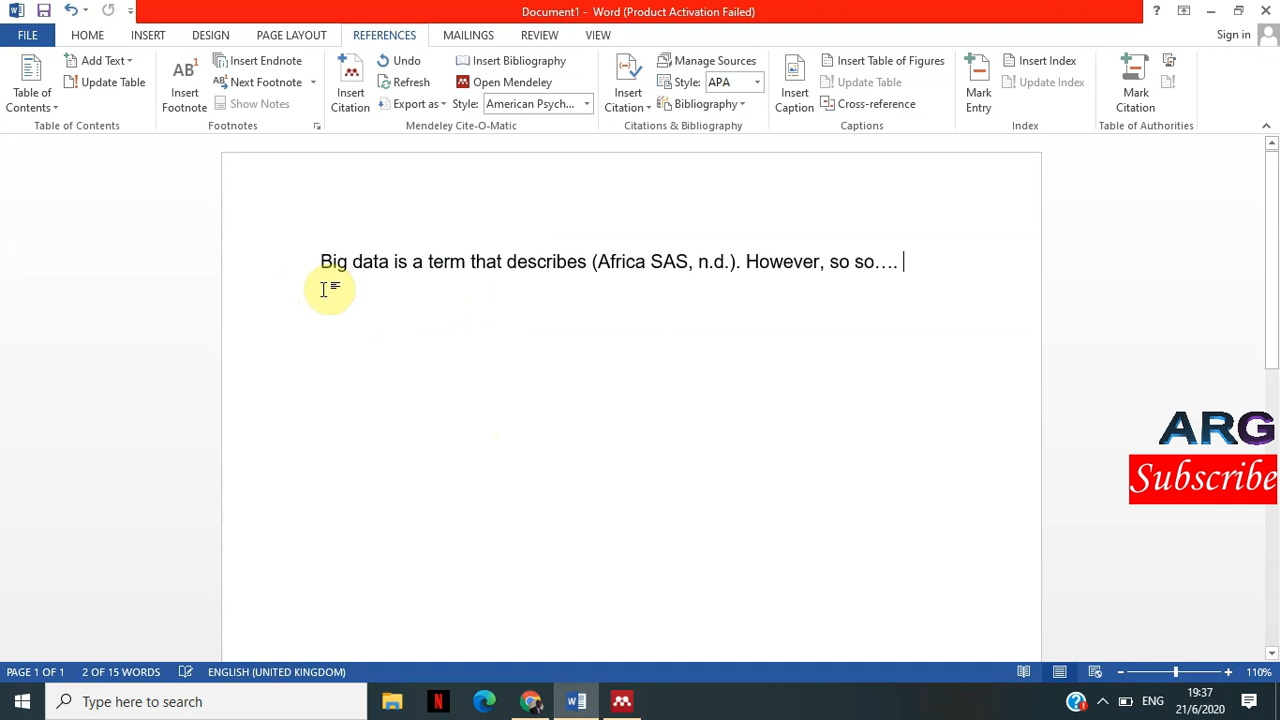 Document1 - Word (Product Activation Failed)
FILE HOME INSERT DESIGN PAGE LAYOUT REFERENCES MAILINGS REVIEW VIEW Sign in
Table of Contents
Add Text
Update Table
Table of Contents
AB1
Insert Footnote
Insert Endnote
AB1 Next Footnote
Show Notes
Footnotes
Insert Citation
Undo
Refresh
Export as
Insert Bibliography
Open Mendeley
Style: American Psych...
Mendeley Cite-O-Matic
Insert Citation
Manage Sources
Style: APA
Bibliography
Citations & Bibliography
Insert Caption
Insert Table of Figures
Update Table
Cross-reference
Captions
Mark Entry
Insert Index
Update Index
Index
Mark Citation
Table of Authorities
Big data is a term that describes (Africa SAS, n.d.). However, so so….
ARG
Subscribe
PAGE 1 OF 1 2 OF 15 WORDS ENGLISH (UNITED KINGDOM) 110%
Type here to search
ENG
19:37
21/6/2020